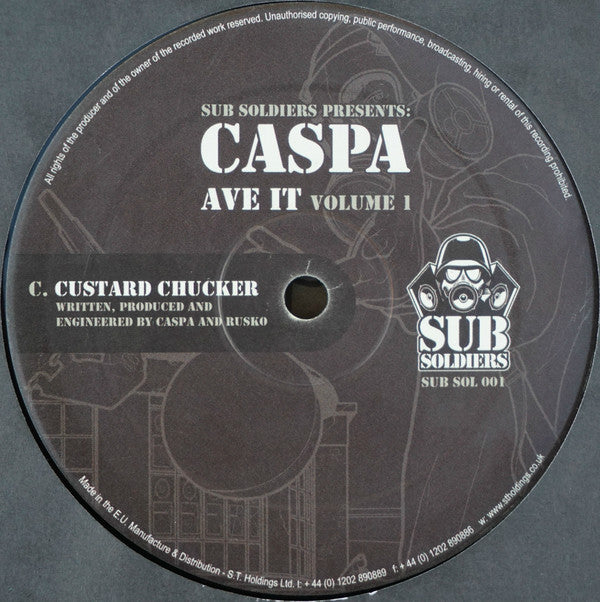 All rights of the producer and of the owner of the recorded work reserved. Unauthorised copying, public performance, broadcasting, hiring or rental of this recording prohibited.
SUB SOLDIERS PRESENTS:
CASPA
AVE IT VOLUME 1
C. CUSTARD CHUCKER
WRITTEN, PRODUCED AND
ENGINEERED BY CASPA AND RUSKO
SUB
SOLDIERS
SUB SOL 001
Made in the E.U. Manufacture & Distribution - S.T. Holdings Ltd. t: + 44 (0) 1202 890889 f: + 44 (0) 1202 890886 w: www.stholdings.co.uk